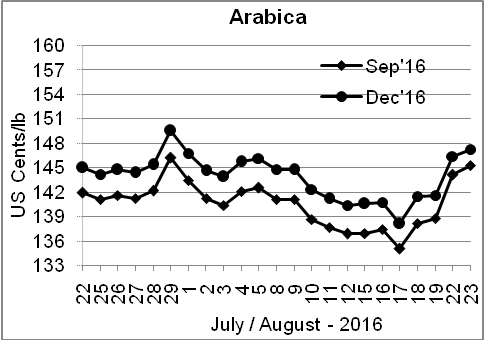 Arabica
160
157
154
151
148
145
142
139
136
133
US Cents/lb
Sep'16
Dec'16
22 25 26 27 28 29 1 2 3 4 5 8 9 10 11 12 15 16 17 18 19 22 23
July / August - 2016